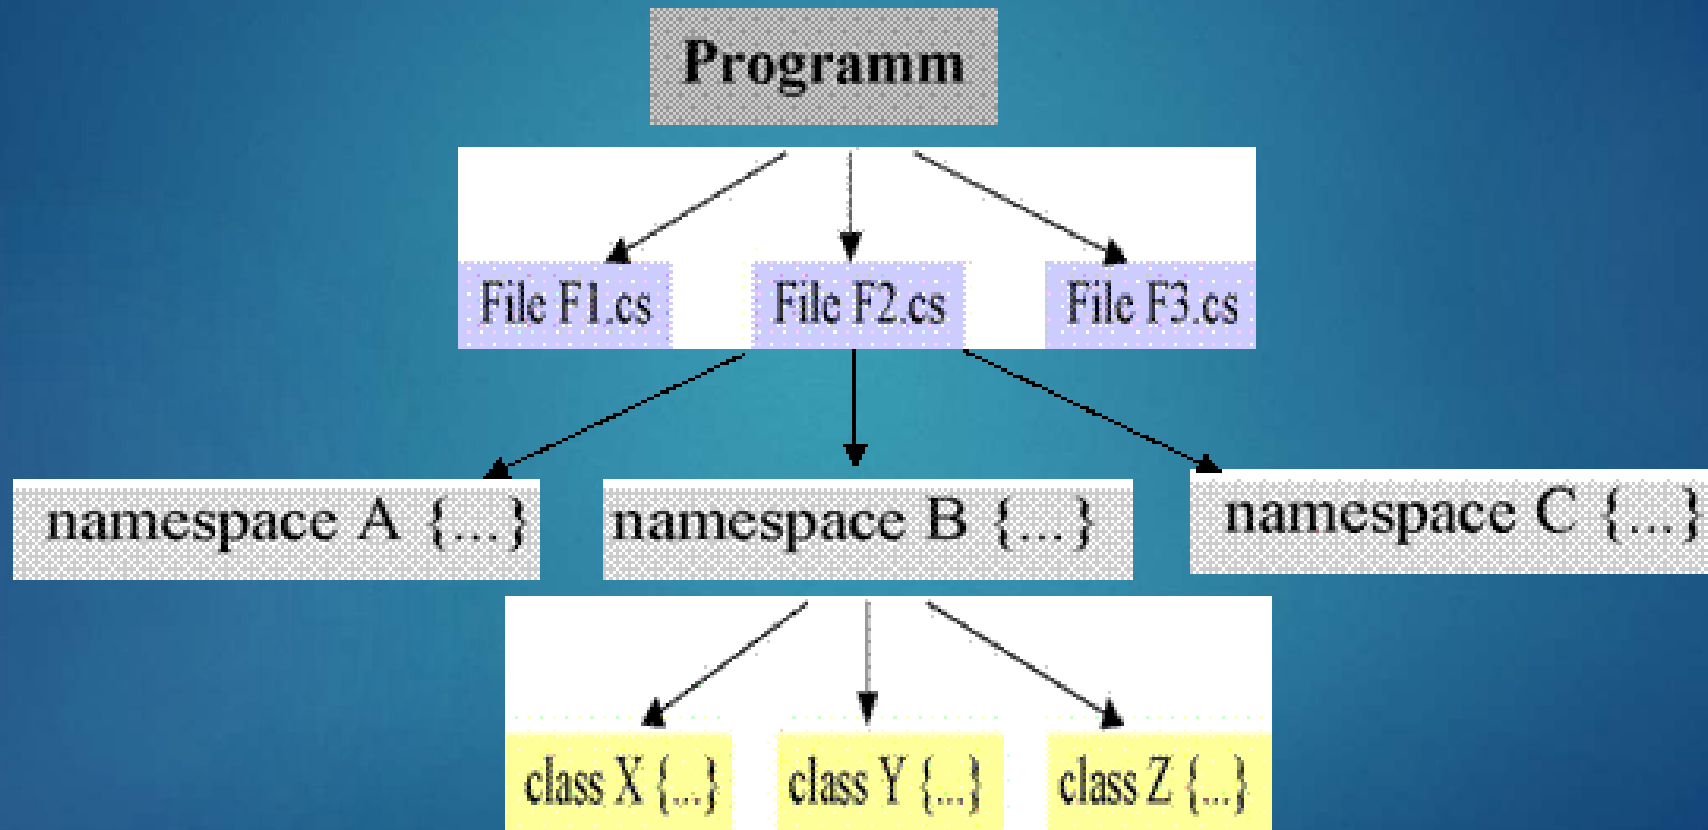 Programm
File F1.cs
File F2.cs
File F3.cs
namespace A {...}
namespace B {...}
namespace C {...}
class X {...}
class Y {...}
class Z {...}